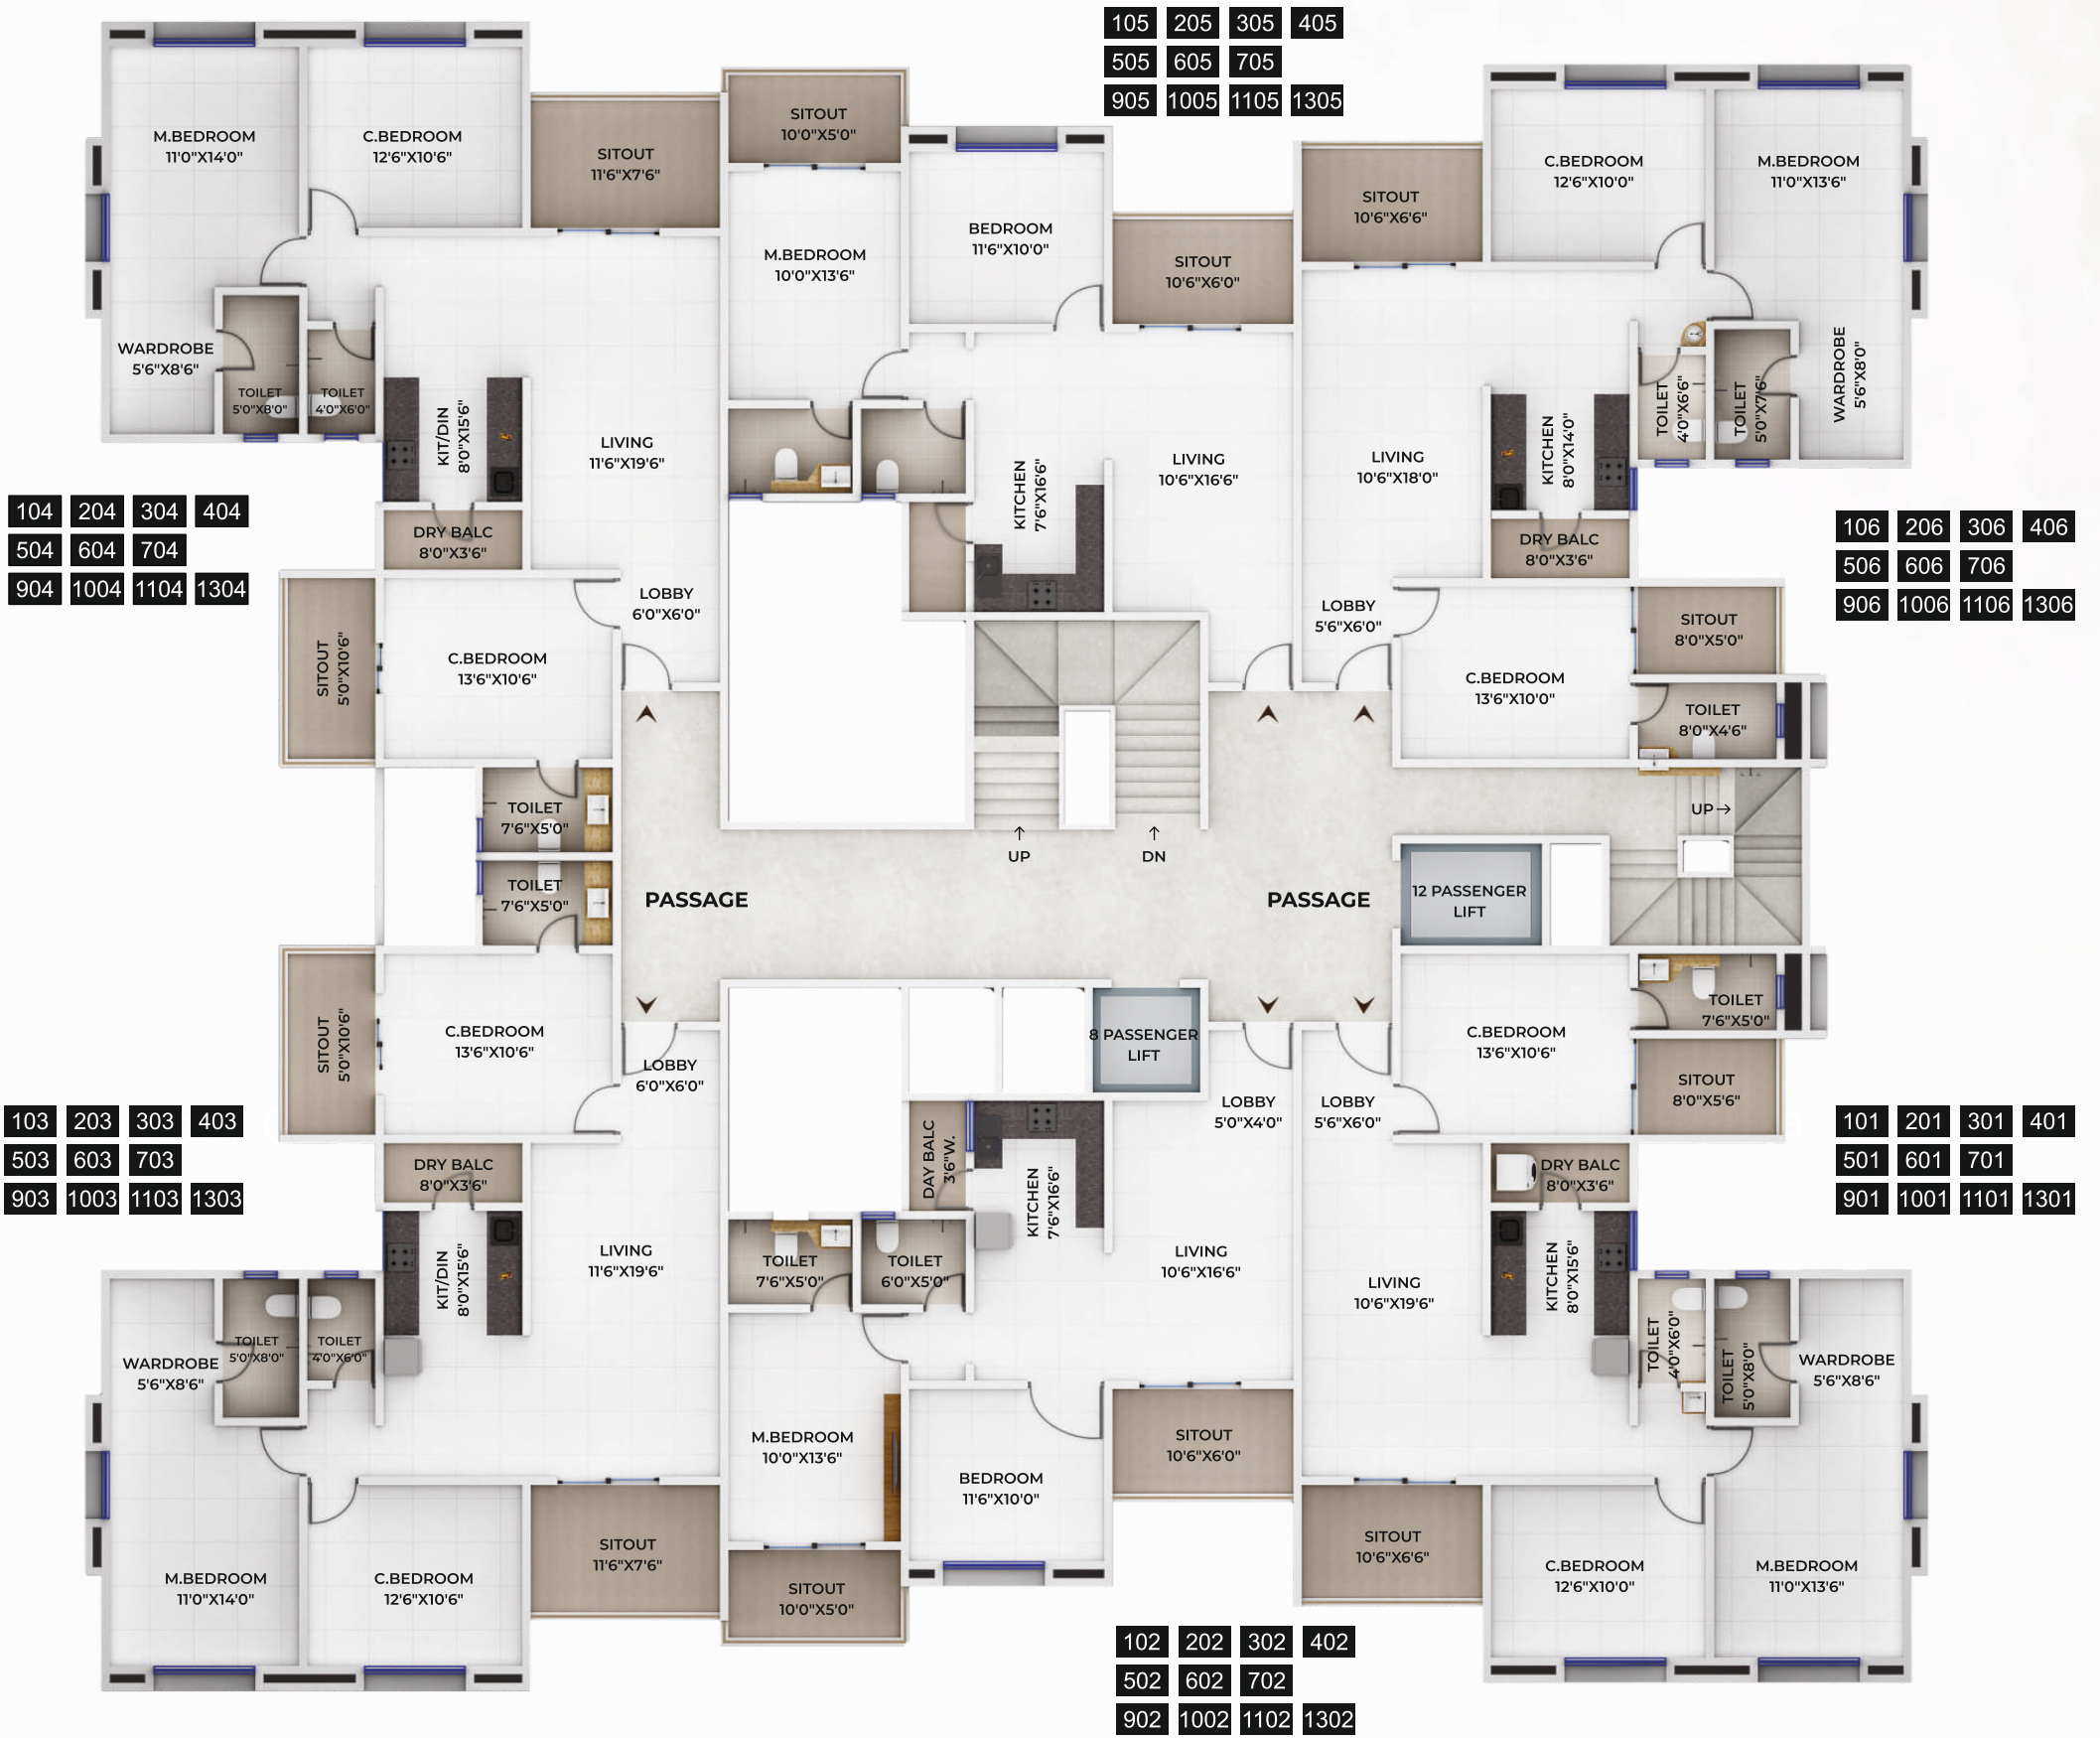 105 205 305 405
505 605 705
905 1005 1105 1305
M.BEDROOM
11'0"X14'0"
C.BEDROOM
12'6"X10'6"
SITOUT
11'6"X7'6"
SITOUT
10'0"X5'0"
M.BEDROOM
10'0"X13'6"
BEDROOM
11'6"X10'0"
SITOUT
10'6"X6'0"
SITOUT
10'6"X6'6"
C.BEDROOM
12'6"X10'0"
M.BEDROOM
11'0"X13'6"
WARDROBE
5'6"X8'6"
TOILET
5'0"X8'0"
TOILET
4'0"X6'0"
KIT/DIN
8'0"X15'6"
LIVING
11'6"X19'6"
KITCHEN
7'6"X16'6"
LIVING
10'6"X16'6"
LIVING
10'6"X18'0"
KITCHEN
8'0"X14'0"
TOILET
4'0"X6'6"
TOILET
5'0"X7'6"
WARDROBE
5'6"X8'0"
104 204 304 404
504 604 704
904 1004 1104 1304
DRY BALC
8'0"X3'6"
DRY BALC
8'0"X3'6"
106 206 306 406
506 606 706
906 1006 1106 1306
LOBBY
6'0"X6'0"
LOBBY
5'6"X6'0"
SITOUT
8'0"X5'0"
SITOUT
5'0"X10'6"
C.BEDROOM
13'6"X10'6"
C.BEDROOM
13'6"X10'0"
TOILET
8'0"X4'6"
TOILET
7'6"X5'0"
UP
DN
UP
TOILET
7'6"X5'0"
PASSAGE
PASSAGE
12 PASSENGER
LIFT
SITOUT
5'0"X10'6"
C.BEDROOM
13'6"X10'6"
LOBBY
6'0"X6'0"
8 PASSENGER
LIFT
C.BEDROOM
13'6"X10'6"
TOILET
7'6"X5'0"
SITOUT
8'0"X5'6"
LOBBY
5'0"X4'0"
LOBBY
5'6"X6'0"
103 203 303 403
503 603 703
903 1003 1103 1303
101 201 301 401
501 601 701
901 1001 1101 1301
DRY BALC
8'0"X3'6"
DAY BALC
3'6"W.
KITCHEN
7'6"X16'6"
DRY BALC
8'0"X3'6"
KIT/DIN
8'0"X15'6"
LIVING
11'6"X19'6"
TOILET
7'6"X5'0"
TOILET
6'0"X5'0"
LIVING
10'6"X16'6"
LIVING
10'6"X19'6"
KITCHEN
8'0"X15'6"
WARDROBE
5'6"X8'6"
TOILET
5'0"X8'0"
TOILET
4'0"X6'0"
TOILET
4'0"X6'0"
TOILET
5'0"X8'0"
WARDROBE
5'6"X8'6"
M.BEDROOM
10'0"X13'6"
BEDROOM
11'6"X10'0"
SITOUT
10'6"X6'0"
M.BEDROOM
11'0"X14'0"
C.BEDROOM
12'6"X10'6"
SITOUT
11'6"X7'6"
SITOUT
10'0"X5'0"
SITOUT
10'6"X6'6"
C.BEDROOM
12'6"X10'0"
M.BEDROOM
11'0"X13'6"
102 202 302 402
502 602 702
902 1002 1102 1302